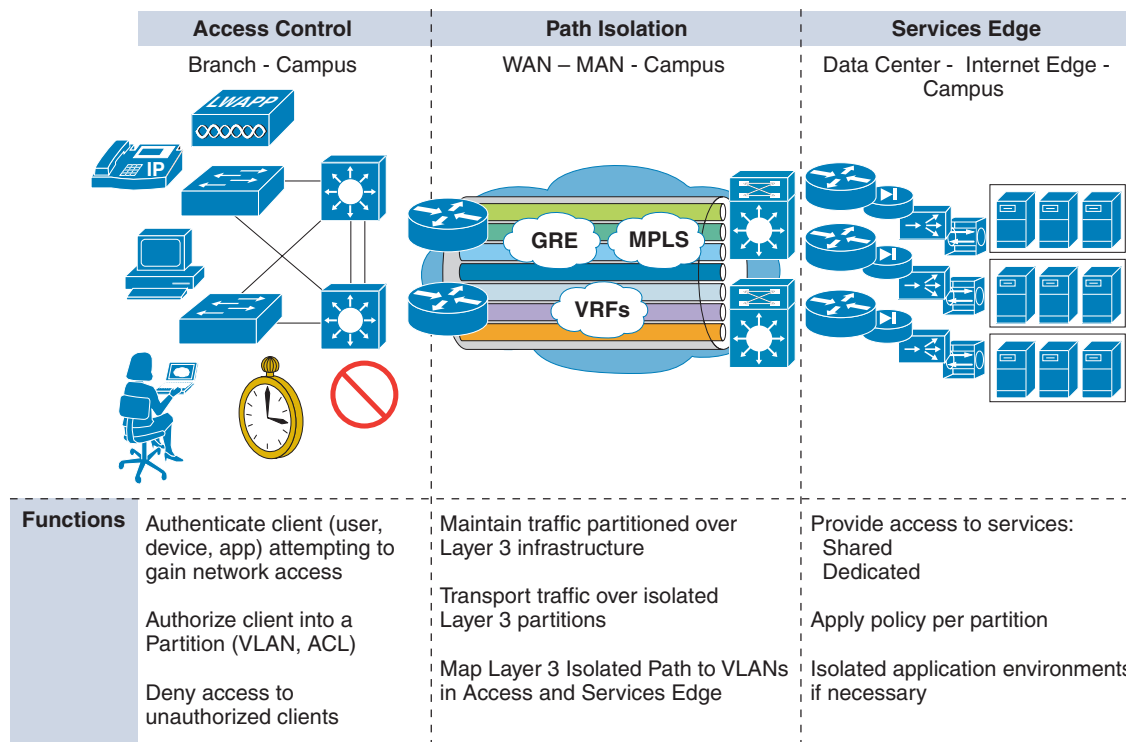 Access Control
Path Isolation
Services Edge
Branch - Campus
WAN – MAN - Campus
Data Center - Internet Edge -
Campus
LWAPP
IP
GRE
MPLS
VRFs
Functions
Authenticate client (user,
device, app) attempting to
gain network access
Authorize client into a
Partition (VLAN, ACL)
Deny access to
unauthorized clients
Maintain traffic partitioned over
Layer 3 infrastructure
Transport traffic over isolated
Layer 3 partitions
Map Layer 3 Isolated Path to VLANs
in Access and Services Edge
Provide access to services:
Shared
Dedicated
Apply policy per partition
Isolated application environments
if necessary